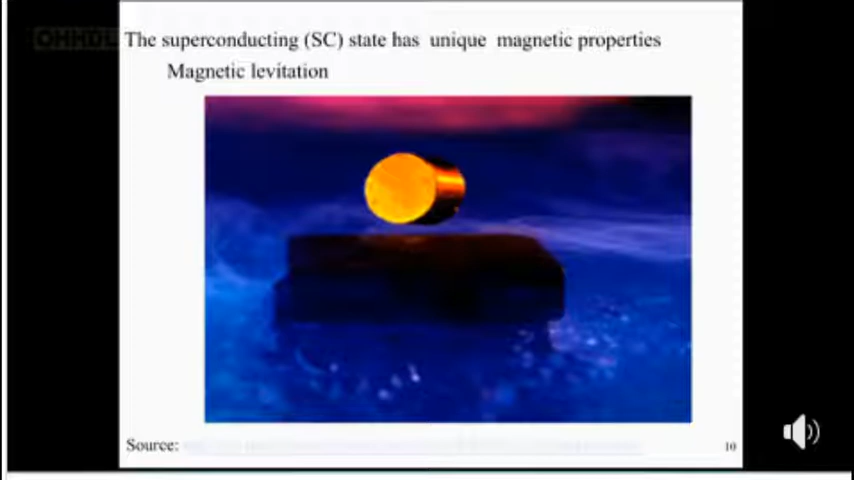 The superconducting (SC) state has unique magnetic properties
Magnetic levitation
Source:
10